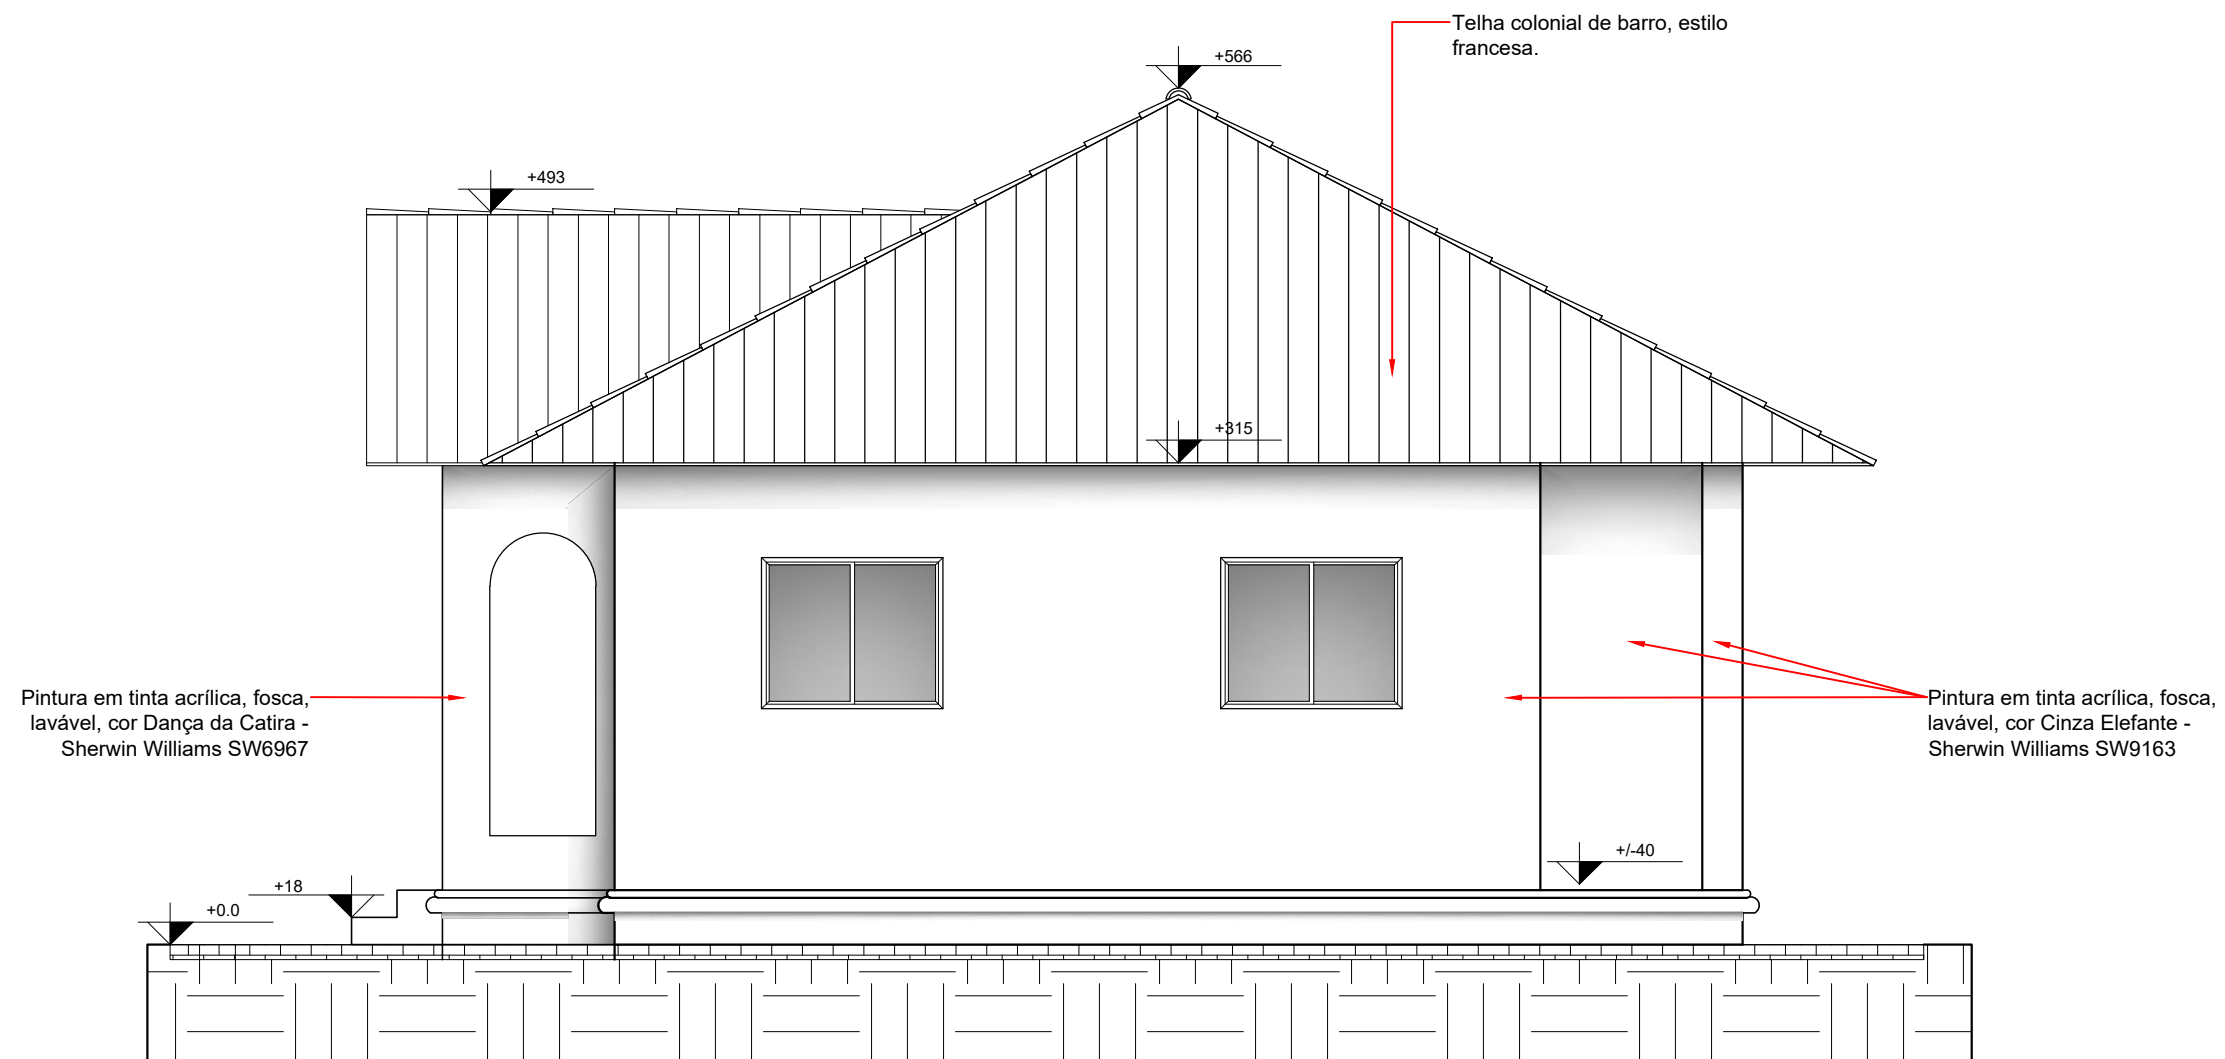 Telha colonial de barro, estilo
francesa.
+566
+493
+315
Pintura em tinta acrílica, fosca,
lavável, cor Dança da Catira -
Sherwin Williams SW6967
Pintura em tinta acrílica, fosca,
lavável, cor Cinza Elefante -
Sherwin Williams SW9163
+/-40
+18
+0.0